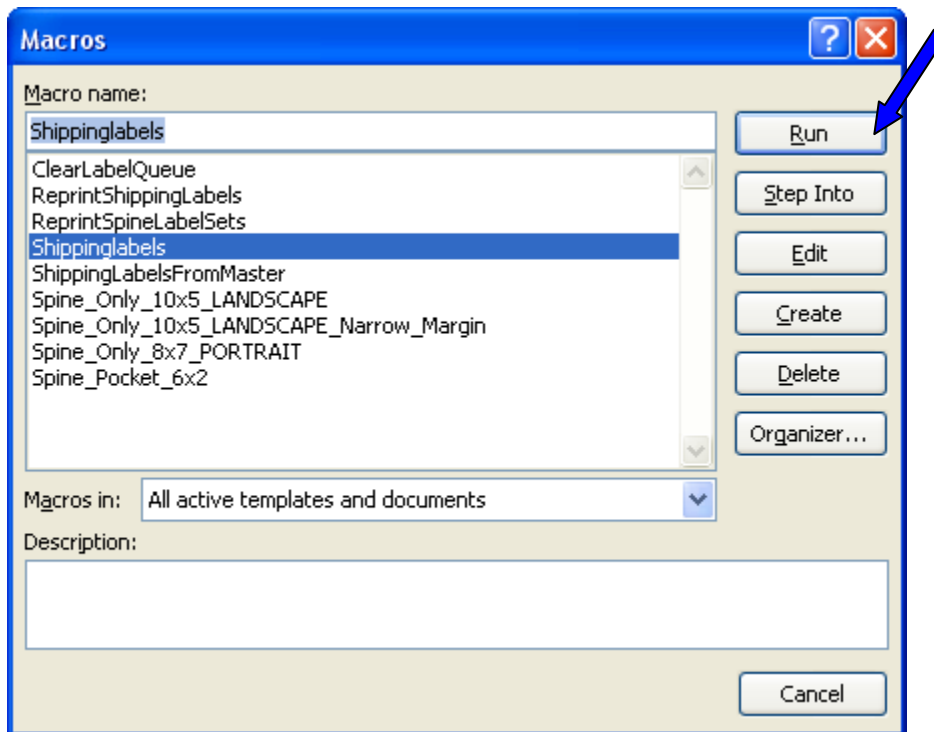 Macros
Macro name:
Shippinglabels
Run
ClearLabelQueue
ReprintShippingLabels
ReprintSpineLabelSets
Shippinglabels
ShippingLabelsFromMaster
Spine_Only_10x5_LANDSCAPE
Spine_Only_10x5_LANDSCAPE_Narrow_Margin
Spine_Only_8x7_PORTRAIT
Spine_Pocket_6x2
Step Into
Edit
Create
Delete
Organizer...
Macros in: All active templates and documents
Description:
Cancel